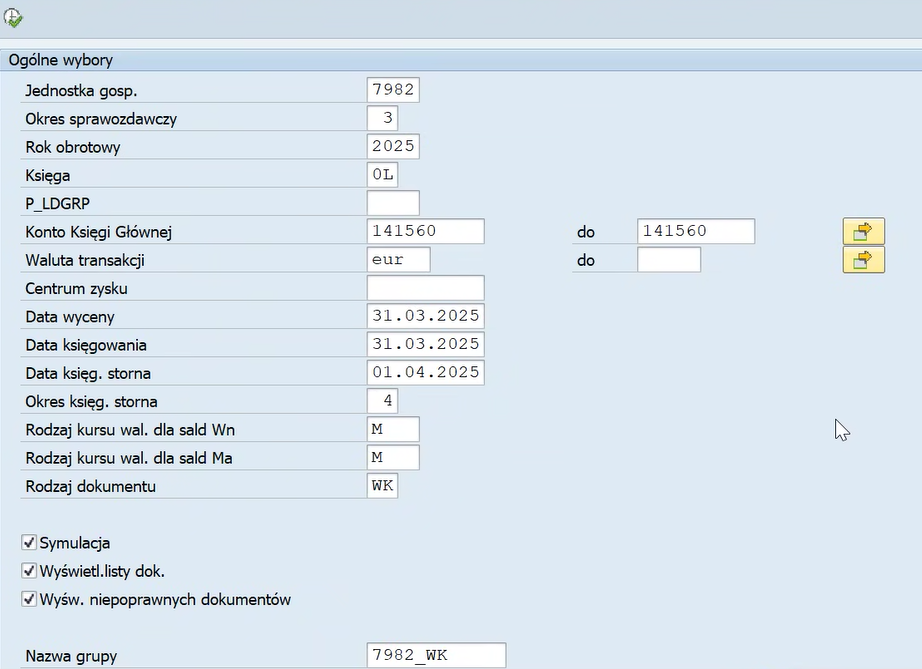 Ogólne wybory
Jednostka gosp. 7982
Okres sprawozdawczy 3
Rok obrotowy 2025
Księga 0L
P_LDGRP
Konto Księgi Głównej 141560 do 141560
Waluta transakcji eur do
Centrum zysku
Data wyceny 31.03.2025
Data księgowania 31.03.2025
Data księg. storna 01.04.2025
Okres księg. storna 4
Rodzaj kursu wal. dla sald Wn M
Rodzaj kursu wal. dla sald Ma M
Rodzaj dokumentu WK
Symulacja
Wyświetl.listy dok.
Wyśw. niepoprawnych dokumentów
Nazwa grupy 7982_WK